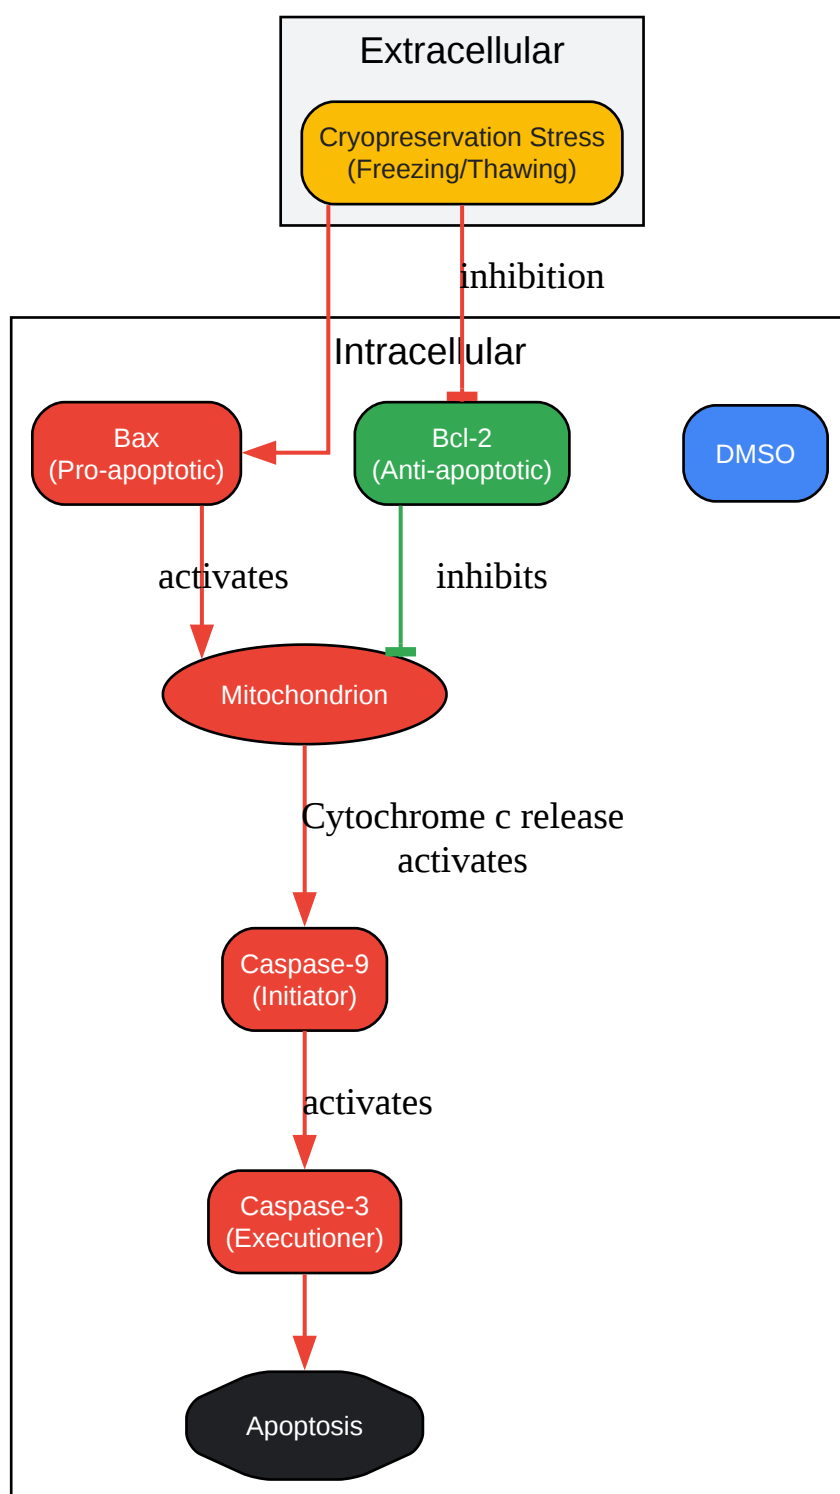 Extracellular
Cryopreservation Stress
(Freezing/Thawing)
inhibition
Intracellular
Bax
(Pro-apoptotic)
Bcl-2
(Anti-apoptotic)
DMSO
activates
inhibits
Mitochondrion
Cytochrome c release
activates
Caspase-9
(Initiator)
activates
Caspase-3
(Executioner)
Apoptosis